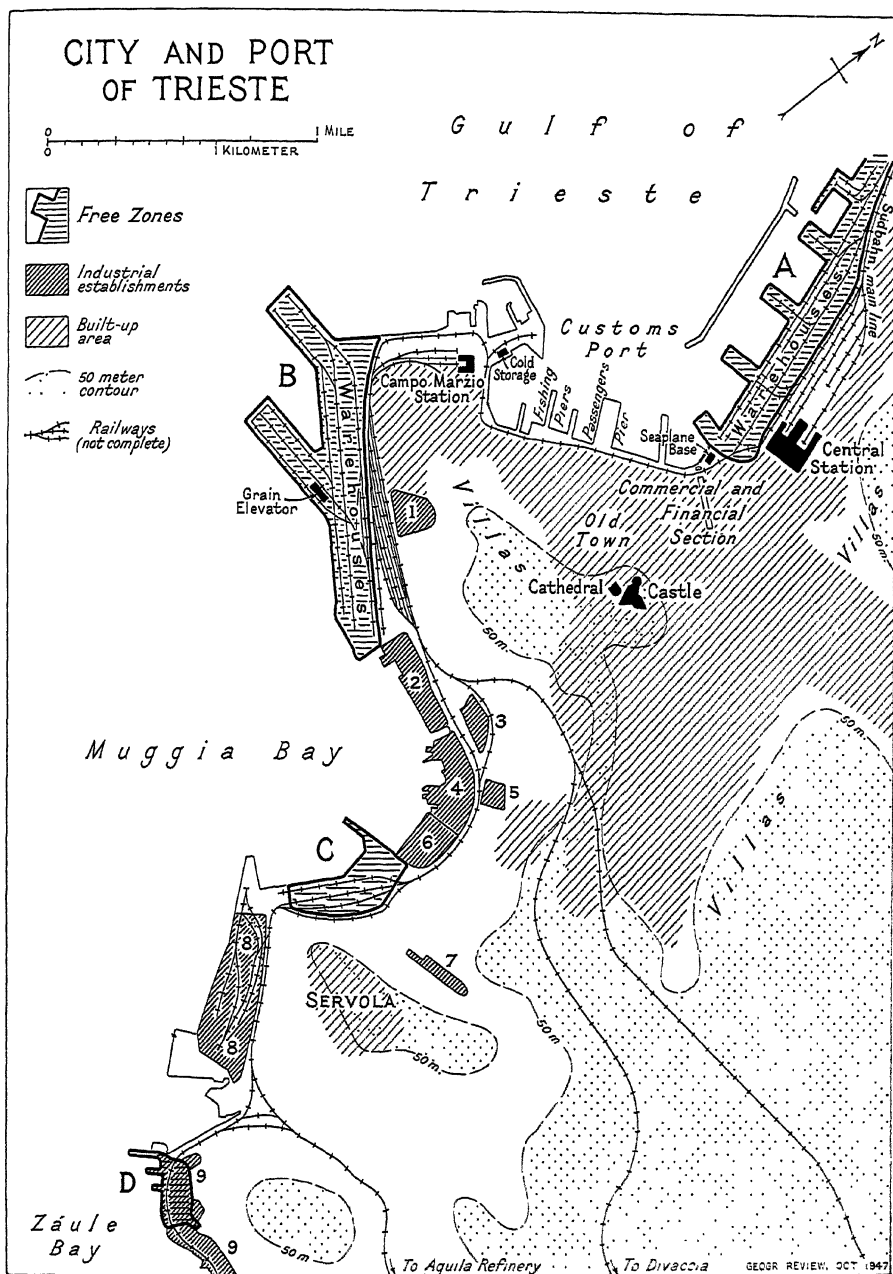 CITY AND PORT
OF TRIESTE
N
0 1 MILE
0 1 KILOMETER
Gulf of
Trieste
Free Zones
Industrial
establishments
Built-up
area
50 meter
contour
Railways
(not complete)
A
Südbahn, main line
Warehouses
Customs
Port
Cold
Storage
Campo Marzio
Station
Fishing
Piers
Passengers
Pier
Seaplane
Base
Central
Station
B
Warehouses
Grain
Elevator
1
Villas
Commercial and
Financial
Section
Old
Town
Villas
50m.
Cathedral
Castle
50m.
2
3
50m.
Muggia Bay
4
5
6
C
Villas
7
8
SERVOLA
50m.
50m
8
D
9
9
Záule
Bay
50m.
To Aquila Refinery
To Divaccia
GEOGR REVIEW, OCT 1947